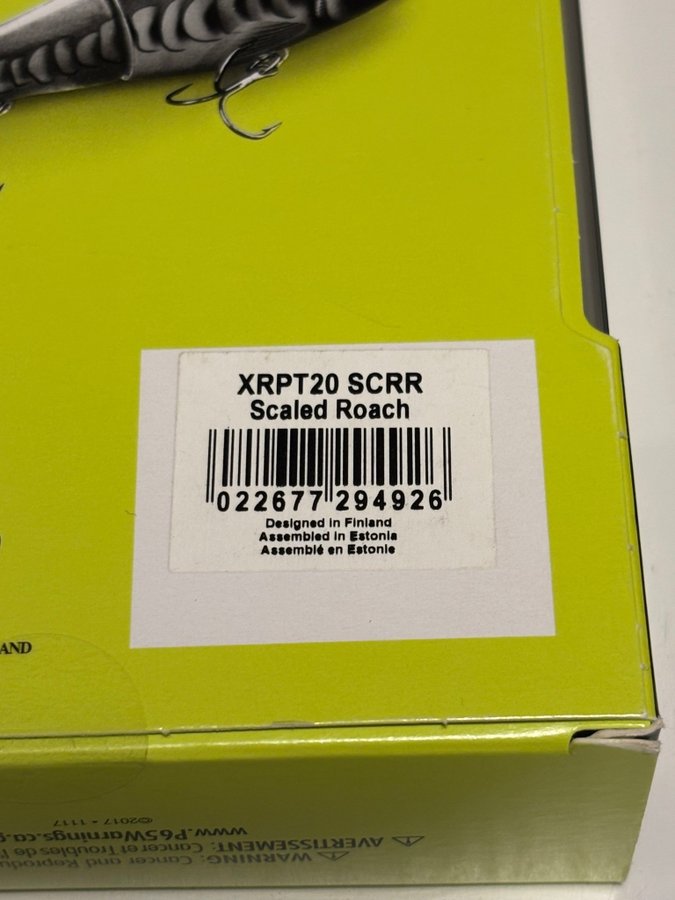 XRPT20 SCRR
Scaled Roach
022677 294926
Designed in Finland
Assembled in Estonia
Assemblé en Estonie
AND
⚠ AVERTISSEMENT: Cancer et Troubles de l
⚠ WARNING: Cancer and Reprodu
www.P65Warnings.ca.g
©2017 • 1117